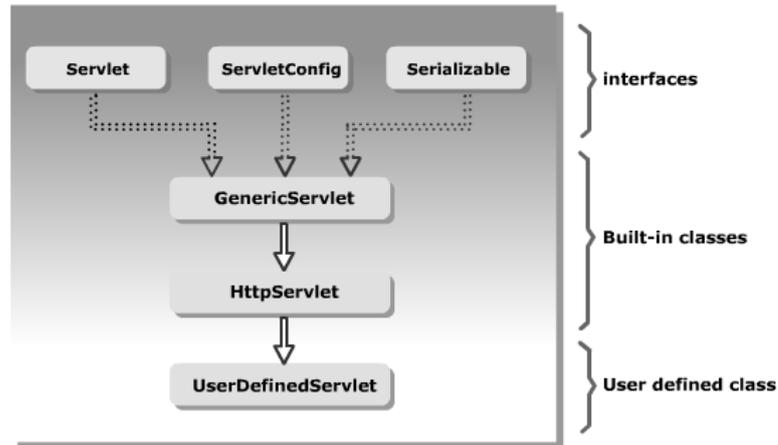 Servlet
ServletConfig
Serializable
interfaces
GenericServlet
Built-in classes
HttpServlet
UserDefinedServlet
User defined class